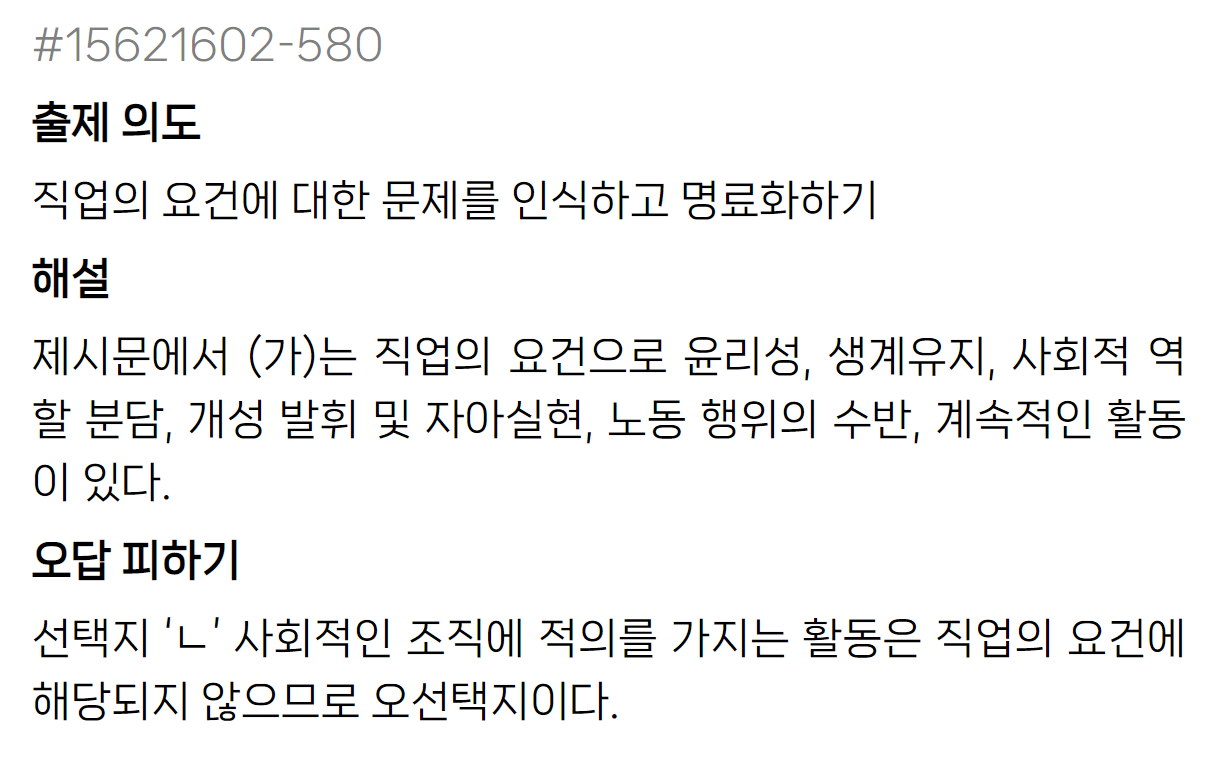 #15621602-580
출제 의도
직업의 요건에 대한 문제를 인식하고 명료화하기
해설
제시문에서 (가)는 직업의 요건으로 윤리성, 생계유지, 사회적 역
할 분담, 개성 발휘 및 자아실현, 노동 행위의 수반, 계속적인 활동
이 있다.
오답 피하기
선택지 ‘ㄴ’ 사회적인 조직에 적의를 가지는 활동은 직업의 요건에
해당되지 않으므로 오선택지이다.